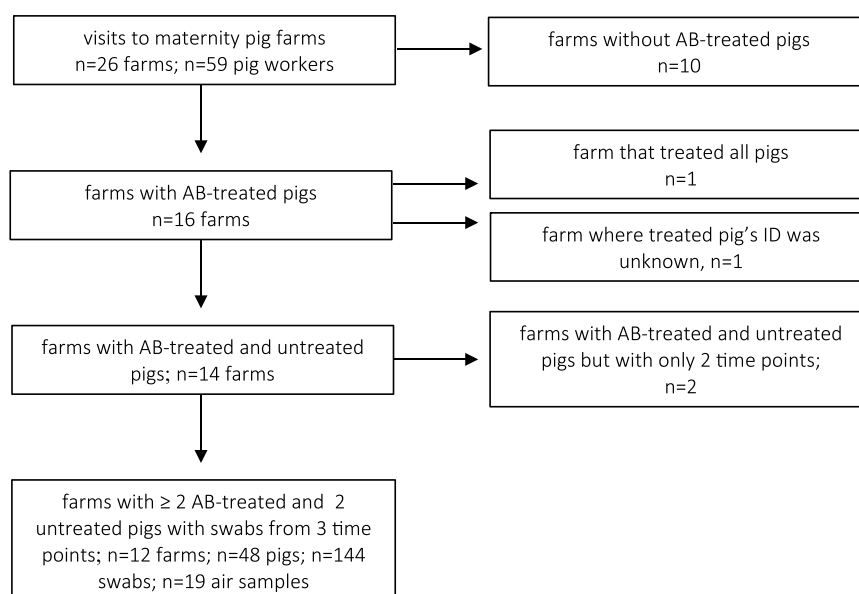 visits to maternity pig farms
n=26 farms; n=59 pig workers
farms without AB-treated pigs
n=10
farm that treated all pigs
n=1
farms with AB-treated pigs
n=16 farms
farm where treated pig’s ID was
unknown, n=1
farms with AB-treated and untreated
pigs; n=14 farms
farms with AB-treated and untreated
pigs but with only 2 time points;
n=2
farms with ≥ 2 AB-treated and 2
untreated pigs with swabs from 3 time
points; n=12 farms; n=48 pigs; n=144
swabs; n=19 air samples